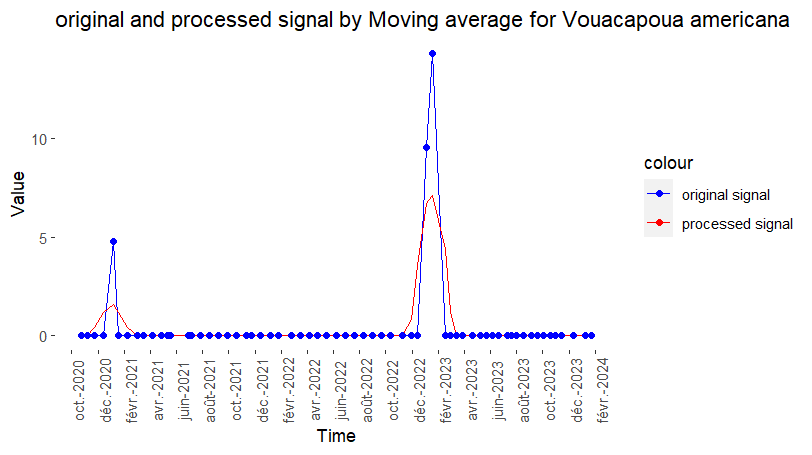 original and processed signal by Moving average for Vouacapoua americana
10
5
0
Value
oct.-2020
déc.-2020
févr.-2021
avr.-2021
juin-2021
août-2021
oct.-2021
déc.-2021
févr.-2022
avr.-2022
juin-2022
août-2022
déc.-2022
févr.-2023
avr.-2023
juin-2023
août-2023
oct.-2023
déc.-2023
févr.-2024
Time
colour
original signal
processed signal